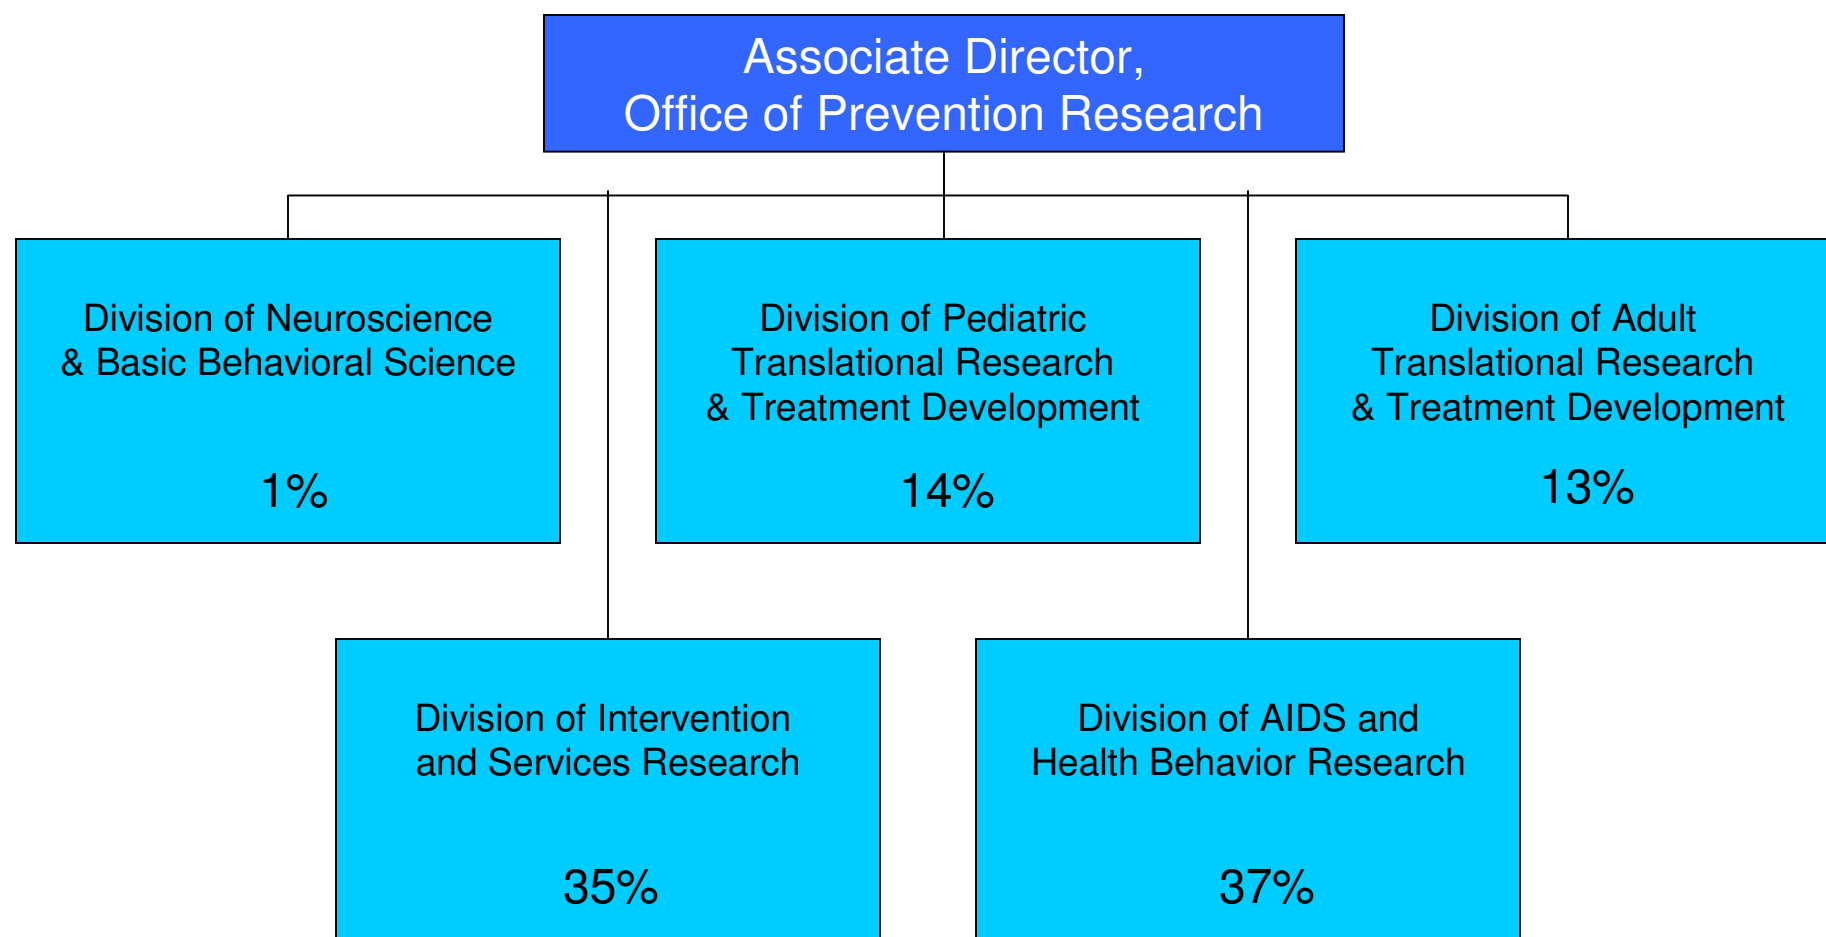 Associate Director,
Office of Prevention Research
Division of Neuroscience
& Basic Behavioral Science
1%
Division of Pediatric
Translational Research
& Treatment Development
14%
Division of Adult
Translational Research
& Treatment Development
13%
Division of Intervention
and Services Research
35%
Division of AIDS and
Health Behavior Research
37%